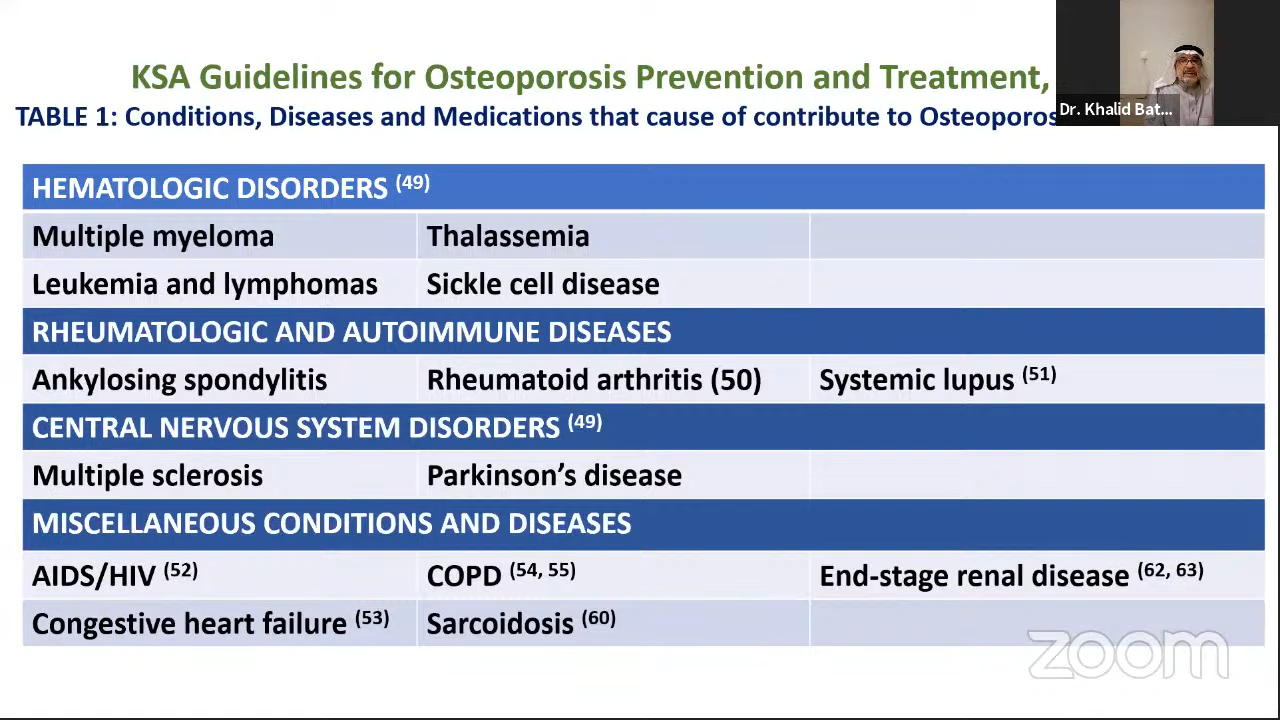 KSA Guidelines for Osteoporosis Prevention and Treatment,
TABLE 1: Conditions, Diseases and Medications that cause of contribute to Osteoporos
Dr. Khalid Bat...
HEMATOLOGIC DISORDERS (49)
Multiple myeloma Thalassemia
Leukemia and lymphomas Sickle cell disease
RHEUMATOLOGIC AND AUTOIMMUNE DISEASES
Ankylosing spondylitis Rheumatoid arthritis (50) Systemic lupus (51)
CENTRAL NERVOUS SYSTEM DISORDERS (49)
Multiple sclerosis Parkinson's disease
MISCELLANEOUS CONDITIONS AND DISEASES
AIDS/HIV (52) COPD (54, 55) End-stage renal disease (62, 63)
Congestive heart failure (53) Sarcoidosis (60)
zoom